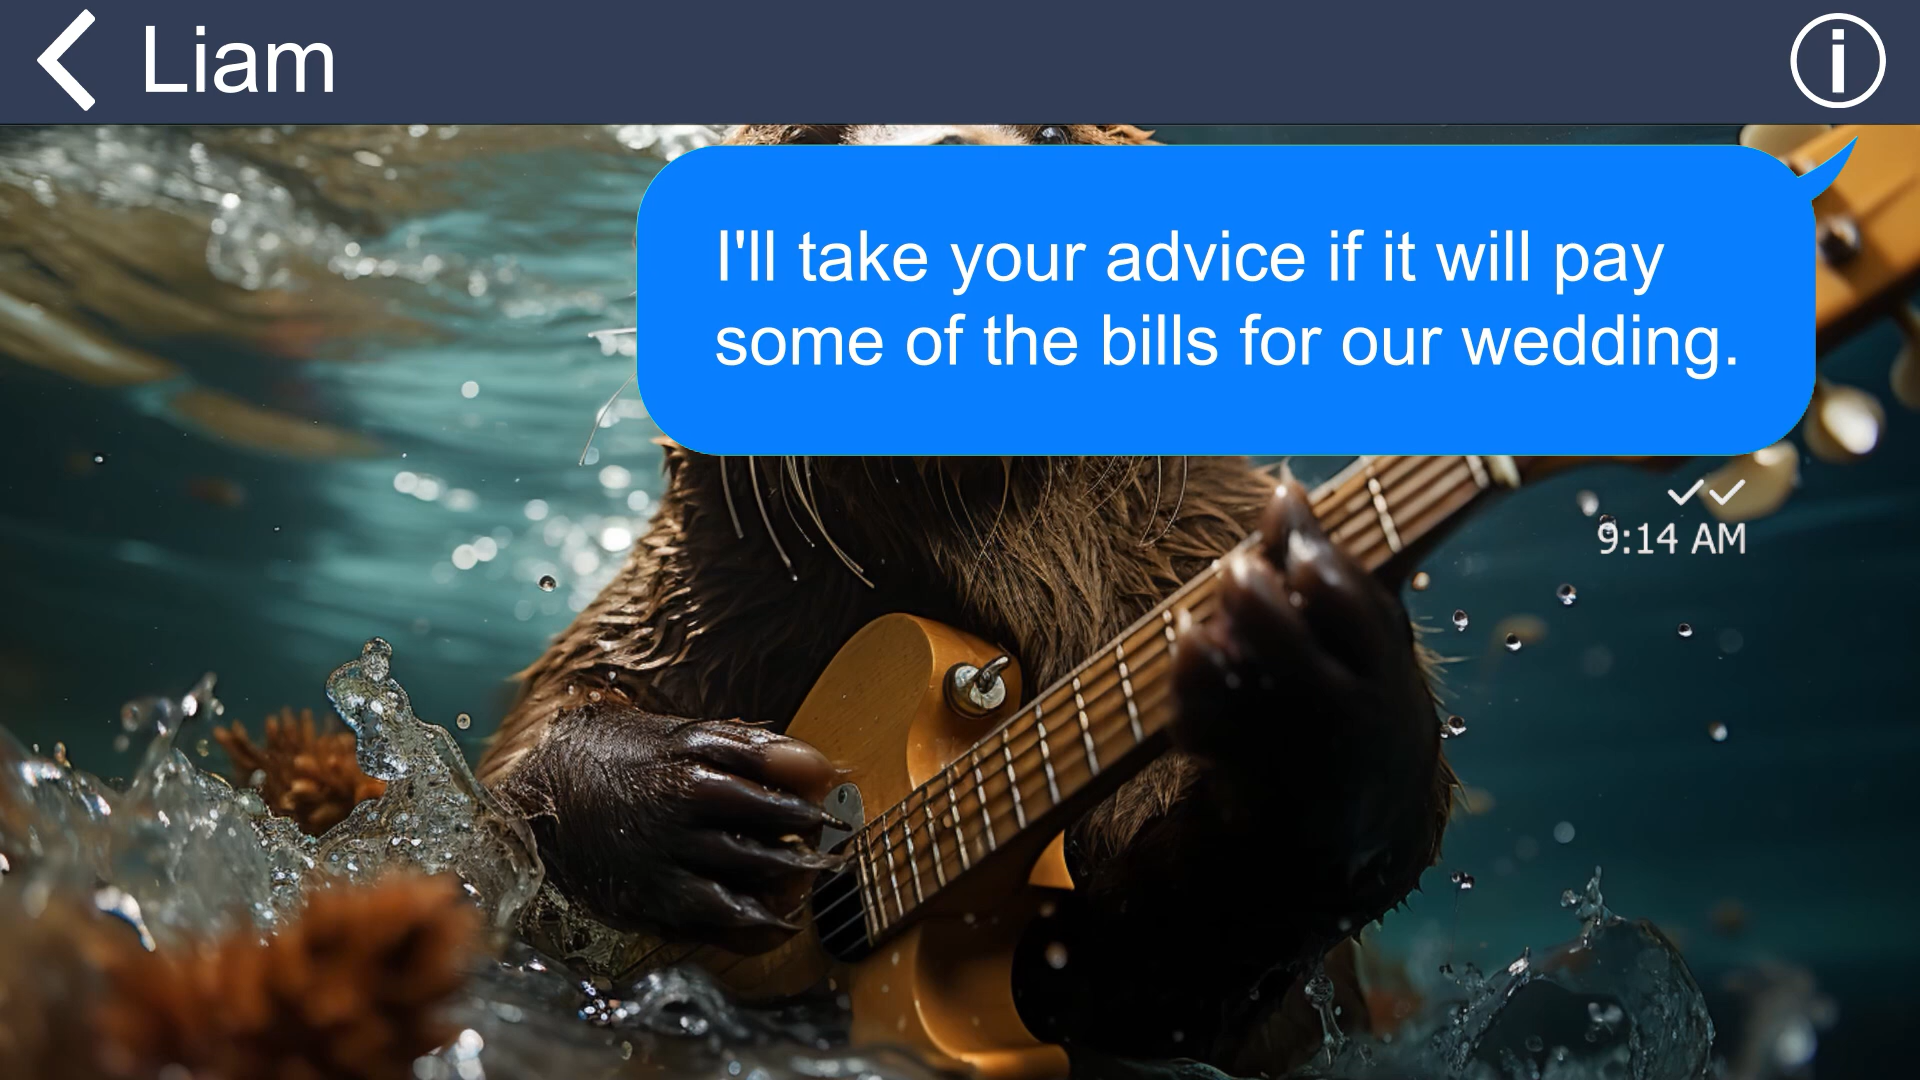 Liam
I'll take your advice if it will pay
some of the bills for our wedding.
9:14 AM